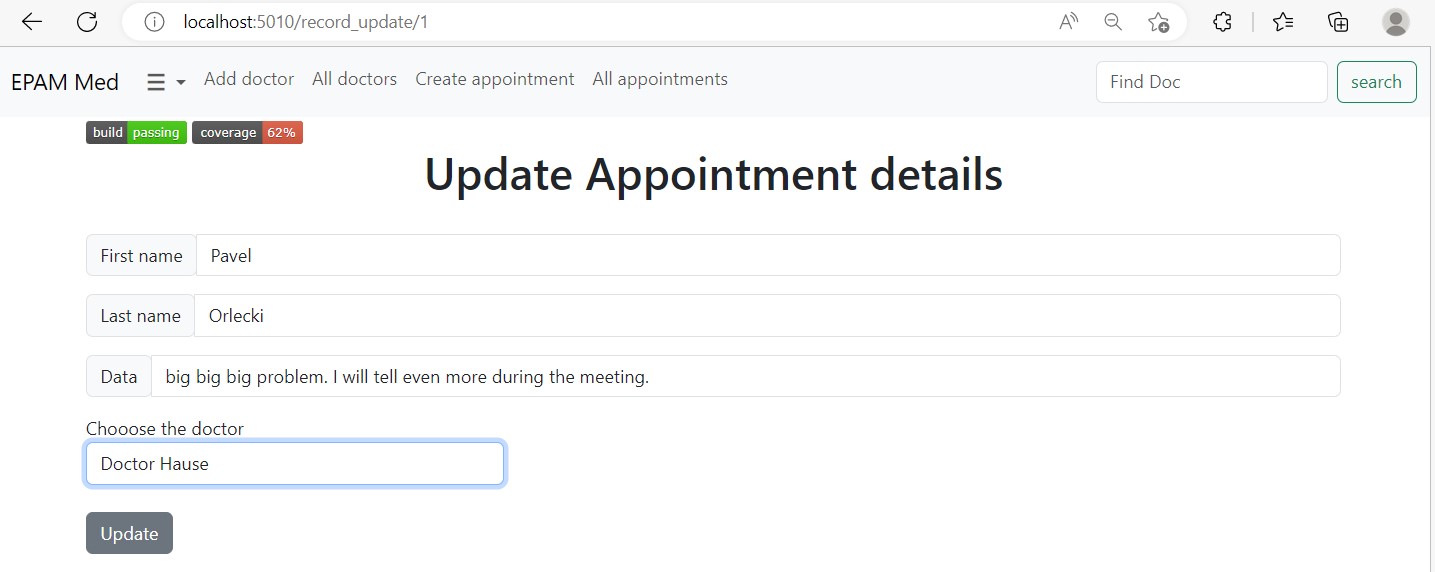 localhost:5010/record_update/1
EPAM Med Add doctor All doctors Create appointment All appointments Find Doc search
build passing coverage 62%
Update Appointment details
First name Pavel
Last name Orlecki
Data big big big problem. I will tell even more during the meeting.
Chooose the doctor
Doctor Hause
Update